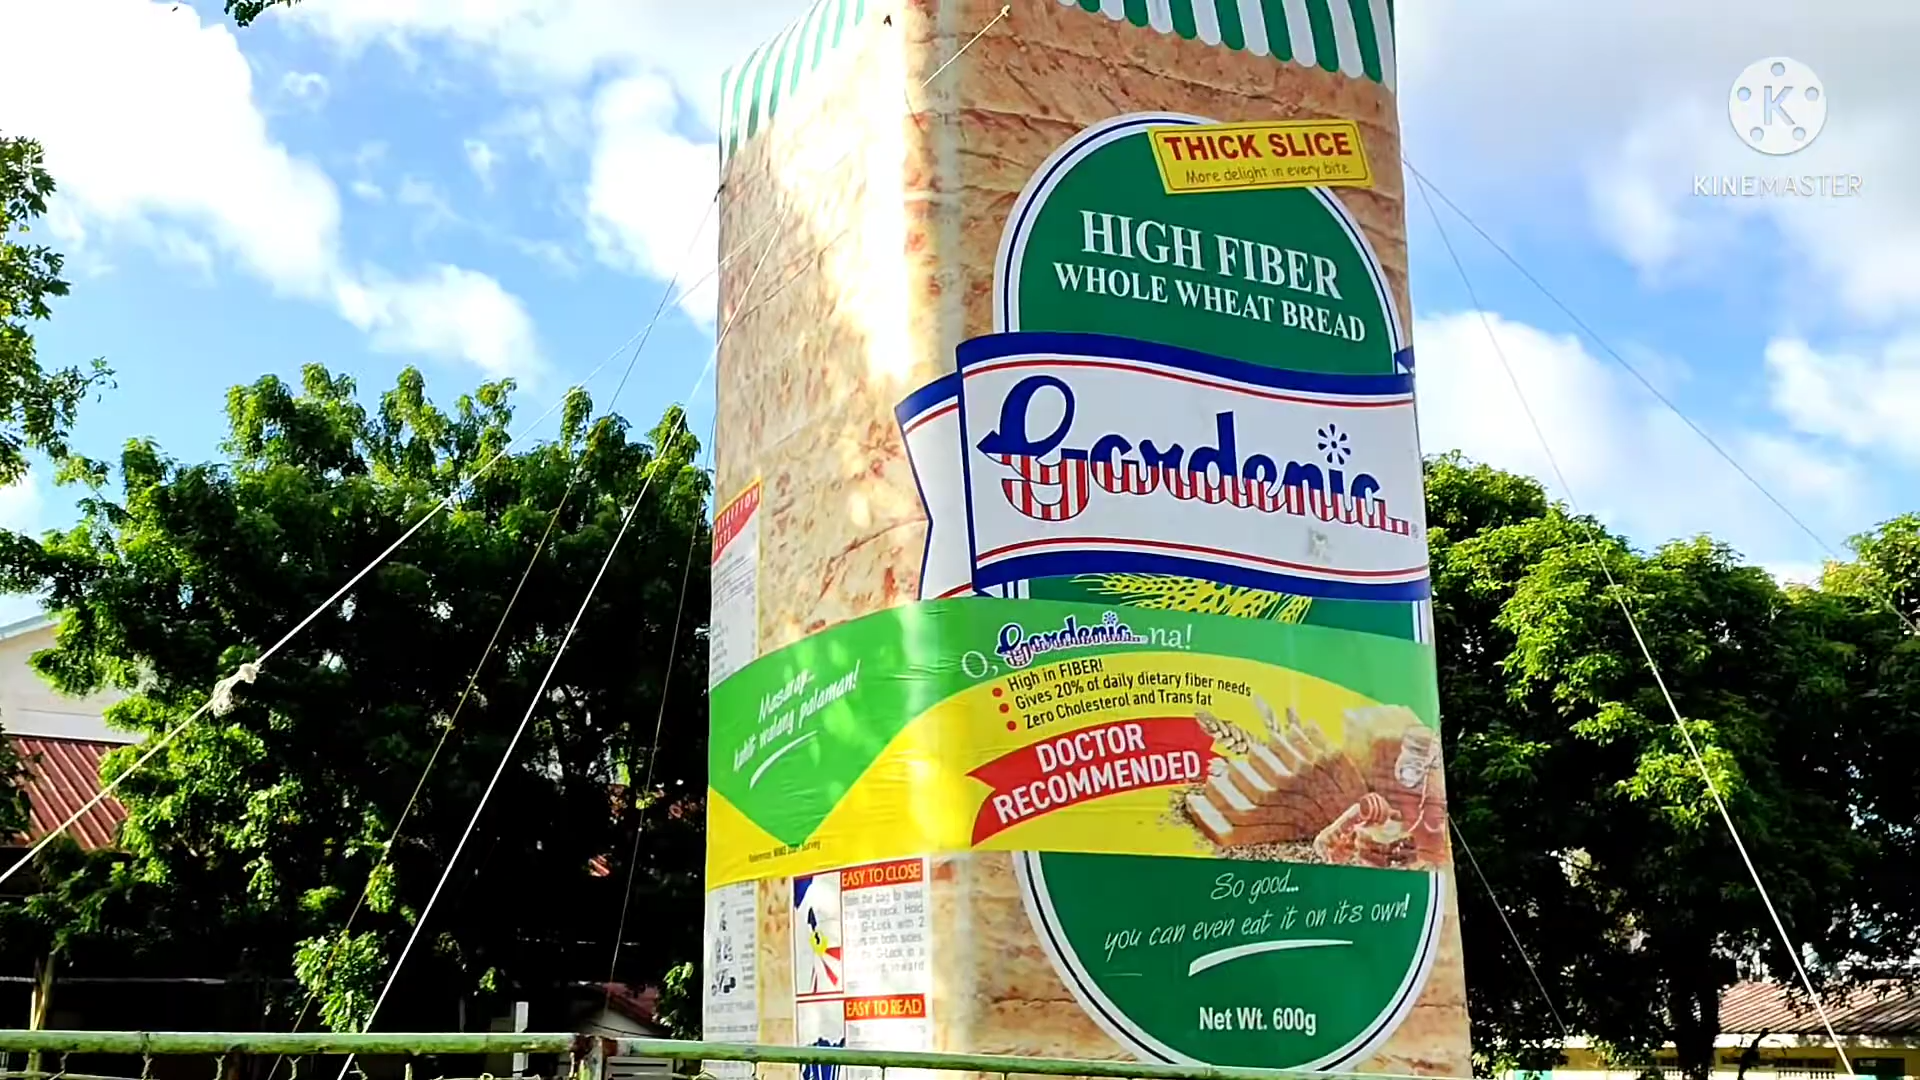 KINEMASTER
THICK SLICE
More delight in every bite
HIGH FIBER
WHOLE WHEAT BREAD
Gardenia
O, Gardenia na!
High in FIBER!
Gives 20% of daily dietary fiber needs
Zero Cholesterol and Trans fat
DOCTOR
RECOMMENDED
Masarap...
kahit walang palaman!
EASY TO CLOSE
EASY TO READ
So good...
you can even eat it on its own!
Net Wt. 600g